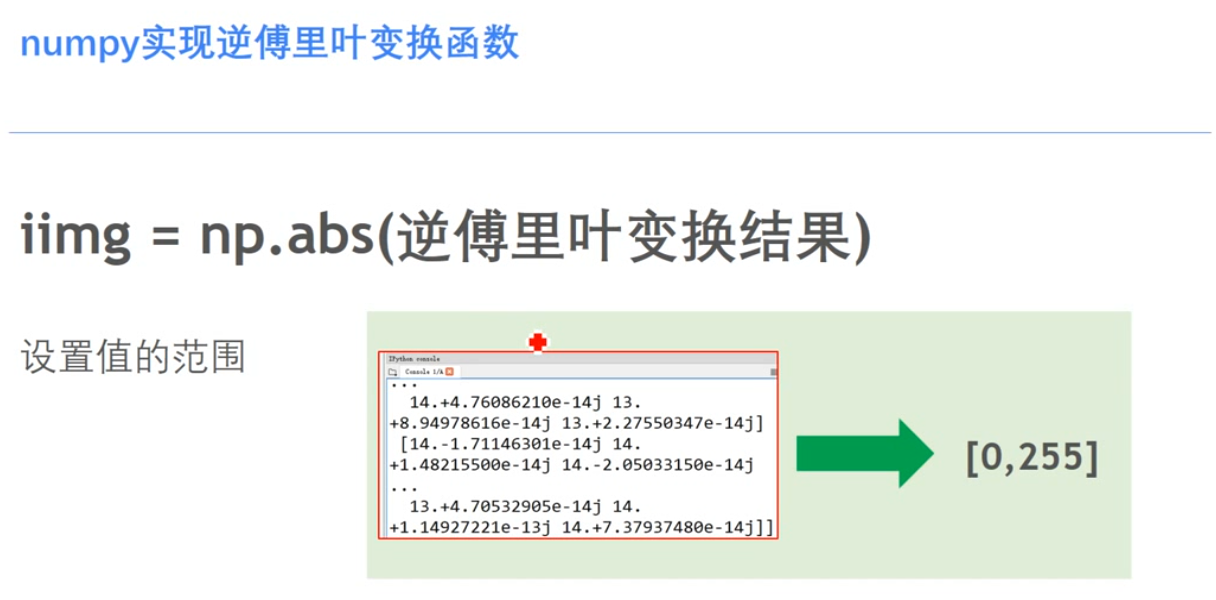 numpy实现逆傅里叶变换函数
iimg = np.abs(逆傅里叶变换结果)
设置值的范围
IPython console
Console 1/A
...
14.+4.76086210e-14j 13.
+8.94978616e-14j 13.+2.27550347e-14j]
[14.-1.71146301e-14j 14.
+1.48215500e-14j 14.-2.05033150e-14j
...
13.+4.70532905e-14j 14.
+1.14927221e-13j 14.+7.37937480e-14j]]
[0,255]